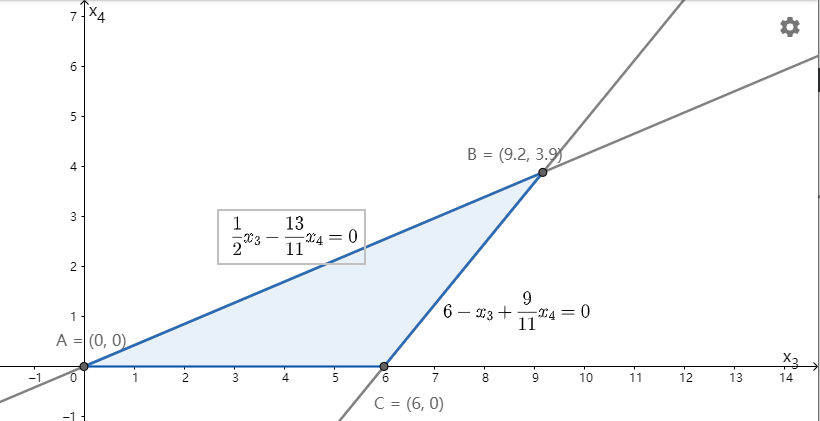 x₄
7
6
5
B = (9.2, 3.9)
4
3
1/2 x₃ − 13/11 x₄ = 0
2
6 − x₃ + 9/11 x₄ = 0
1
A = (0, 0)
x₃
−1 0 1 2 3 4 5 6 7 8 9 10 11 12 13 14
C = (6, 0)
−1